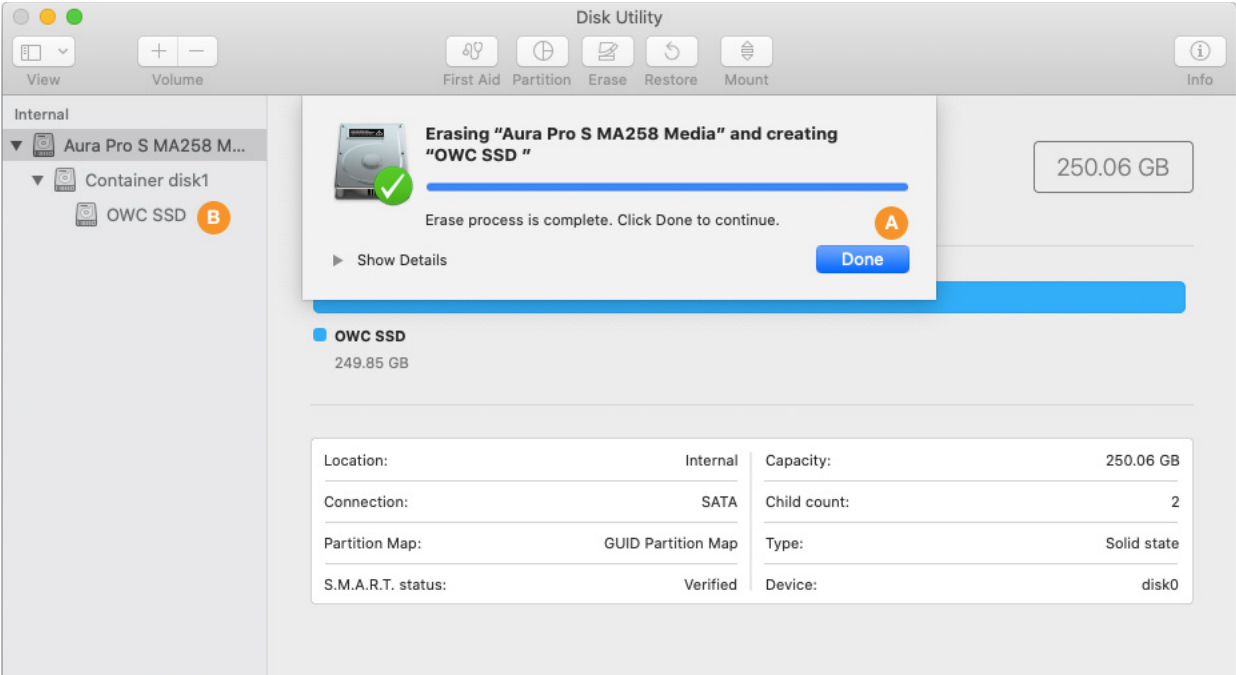 Disk Utility
View
Volume
First Aid
Partition
Erase
Restore
Mount
Info
Internal
Aura Pro S MA258 M...
Container disk1
OWC SSD
B
Erasing “Aura Pro S MA258 Media” and creating
“OWC SSD ”
Erase process is complete. Click Done to continue.
A
Show Details
Done
250.06 GB
OWC SSD
249.85 GB
Location: Internal
Capacity: 250.06 GB
Connection: SATA
Child count: 2
Partition Map: GUID Partition Map
Type: Solid state
S.M.A.R.T. status: Verified
Device: disk0